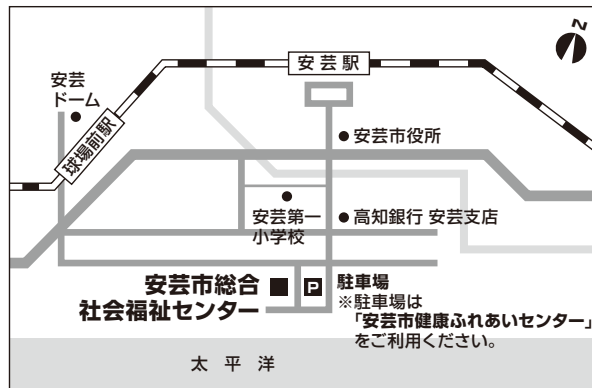 N
安芸駅
安芸
ドーム
球場前駅
安芸市役所
安芸第一
小学校
高知銀行 安芸支店
安芸市総合
社会福祉センター
P
駐車場
※駐車場は
「安芸市健康ふれあいセンター」
をご利用ください。
太平洋